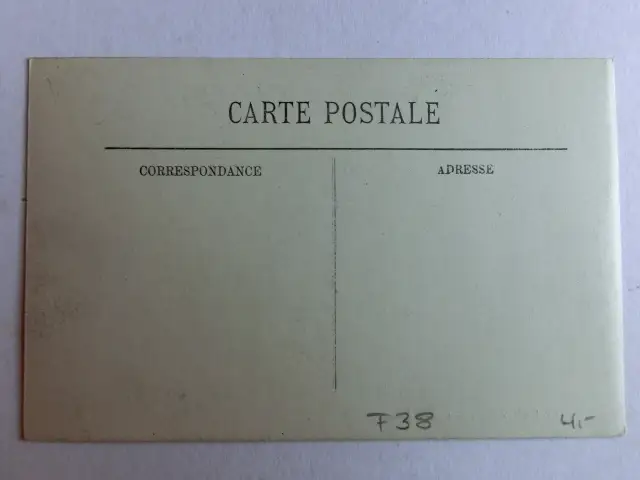 CARTE POSTALE
CORRESPONDANCE
ADRESSE
F38
4,-